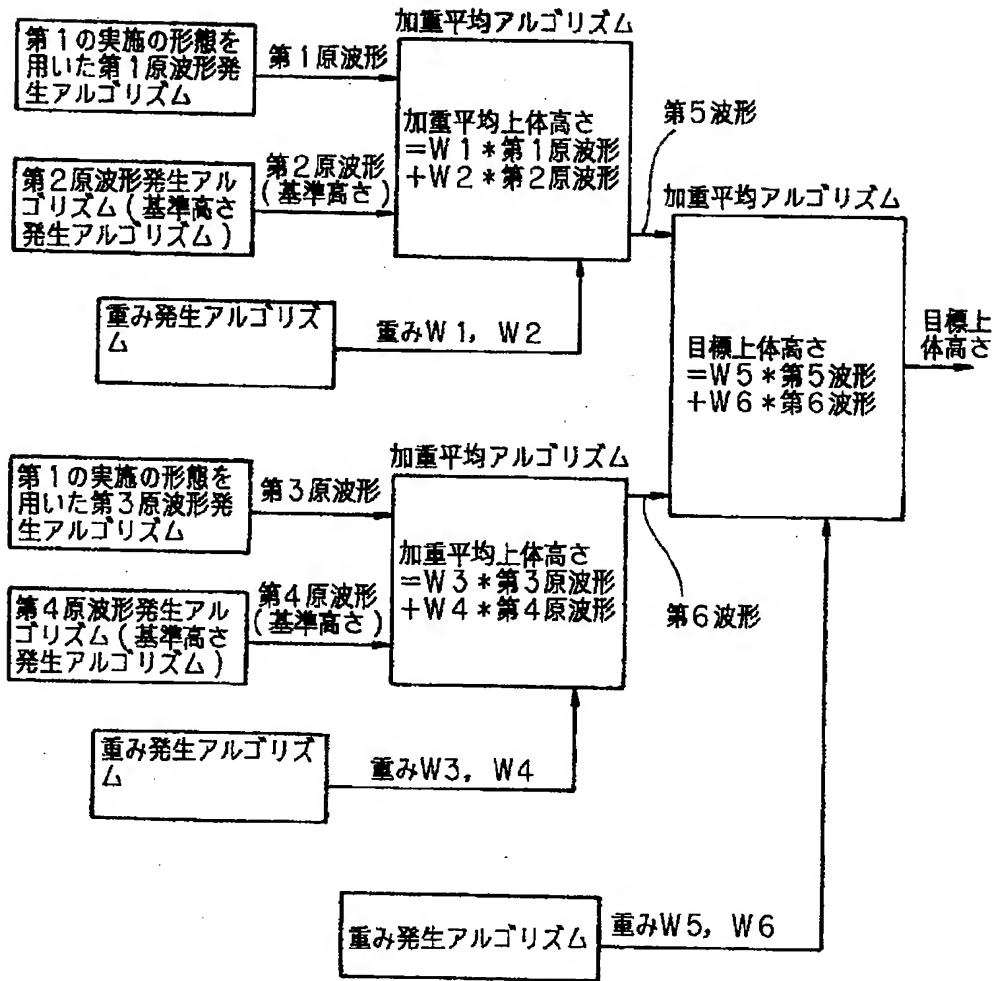 第1の実施の形態を
用いた第1原波形発
生アルゴリズム
第1原波形
第2原波形発生アル
ゴリズム(基準高さ
発生アルゴリズム)
第2原波形
(基準高さ)
加重平均アルゴリズム
加重平均上体高さ
=W1*第1原波形
+W2*第2原波形
重み発生アルゴリズ
ム
重みW1, W2
第5波形
加重平均アルゴリズム
目標上体高さ
=W5*第5波形
+W6*第6波形
目標上
体高さ
第1の実施の形態を
用いた第3原波形発
生アルゴリズム
第3原波形
第4原波形発生アル
ゴリズム(基準高さ
発生アルゴリズム)
第4原波形
(基準高さ)
加重平均アルゴリズム
加重平均上体高さ
=W3*第3原波形
+W4*第4原波形
第6波形
重み発生アルゴリズ
ム
重みW3, W4
重み発生アルゴリズム
重みW5, W6